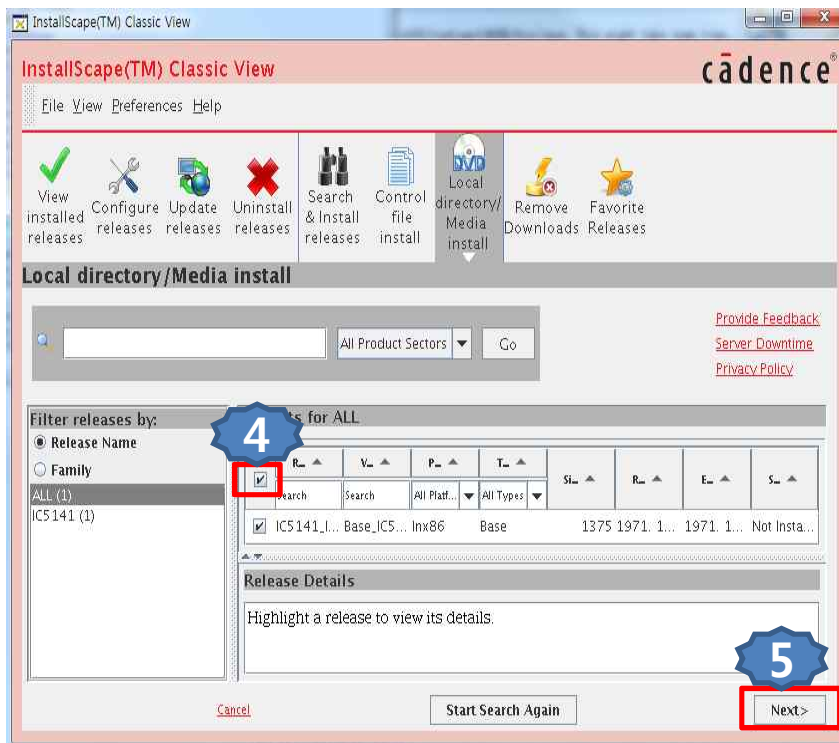 InstallScape(TM) Classic View
InstallScape(TM) Classic View
cādence®
File View Preferences Help
View installed releases
Configure releases
Update releases
Uninstall releases
Search & Install releases
Control file install
DVD
Local directory/ Media install
Remove Downloads
Favorite Releases
Local directory/Media install
All Product Sectors
Go
Provide Feedback
Server Downtime
Privacy Policy
Filter releases by:
Release Name
Family
ALL (1)
IC5141 (1)
4
ts for ALL
R... V... P... T... Si... R... E... S...
Search Search All Platf... All Types
IC5141_I... Base_IC5... lnx86 Base 1375 1971. 1... 1971. 1... Not Insta...
Release Details
Highlight a release to view its details.
5
Cancel
Start Search Again
Next>